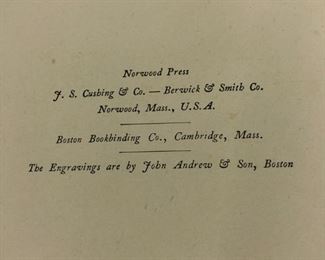 Norwood Press
J. S. Cushing & Co. — Berwick & Smith Co.
Norwood, Mass., U.S.A.
Boston Bookbinding Co., Cambridge, Mass.
The Engravings are by John Andrew & Son, Boston